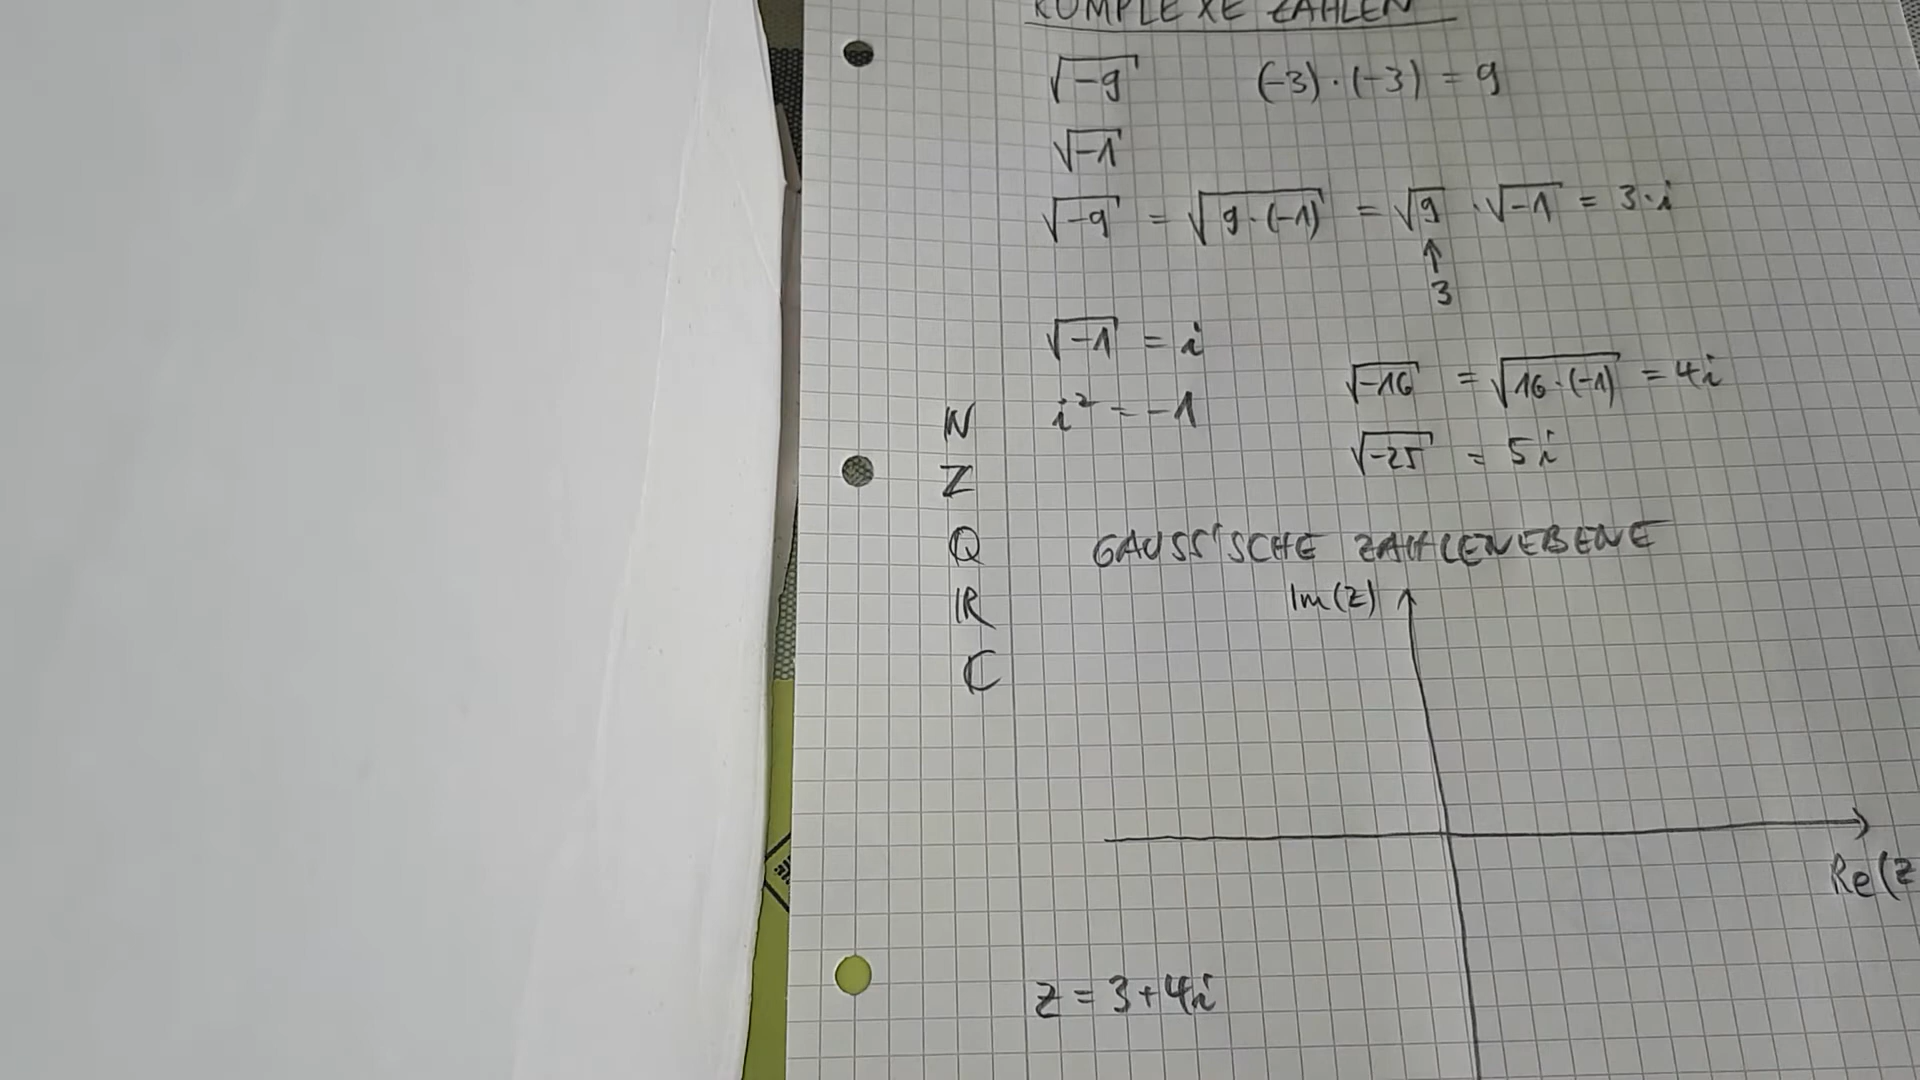 KOMPLEXE ZAHLEN
√-9 (-3)·(-3) = 9
√-1
√-9 = √9·(-1) = √9 · √-1 = 3·i
↑
3
√-1 = i
i² = -1
√-16 = √16·(-1) = 4i
√-25 = 5i
N
Z
Q
R
C
GAUSS'SCHE ZAHLENEBENE
Im(z)
Re(z
z = 3+4i